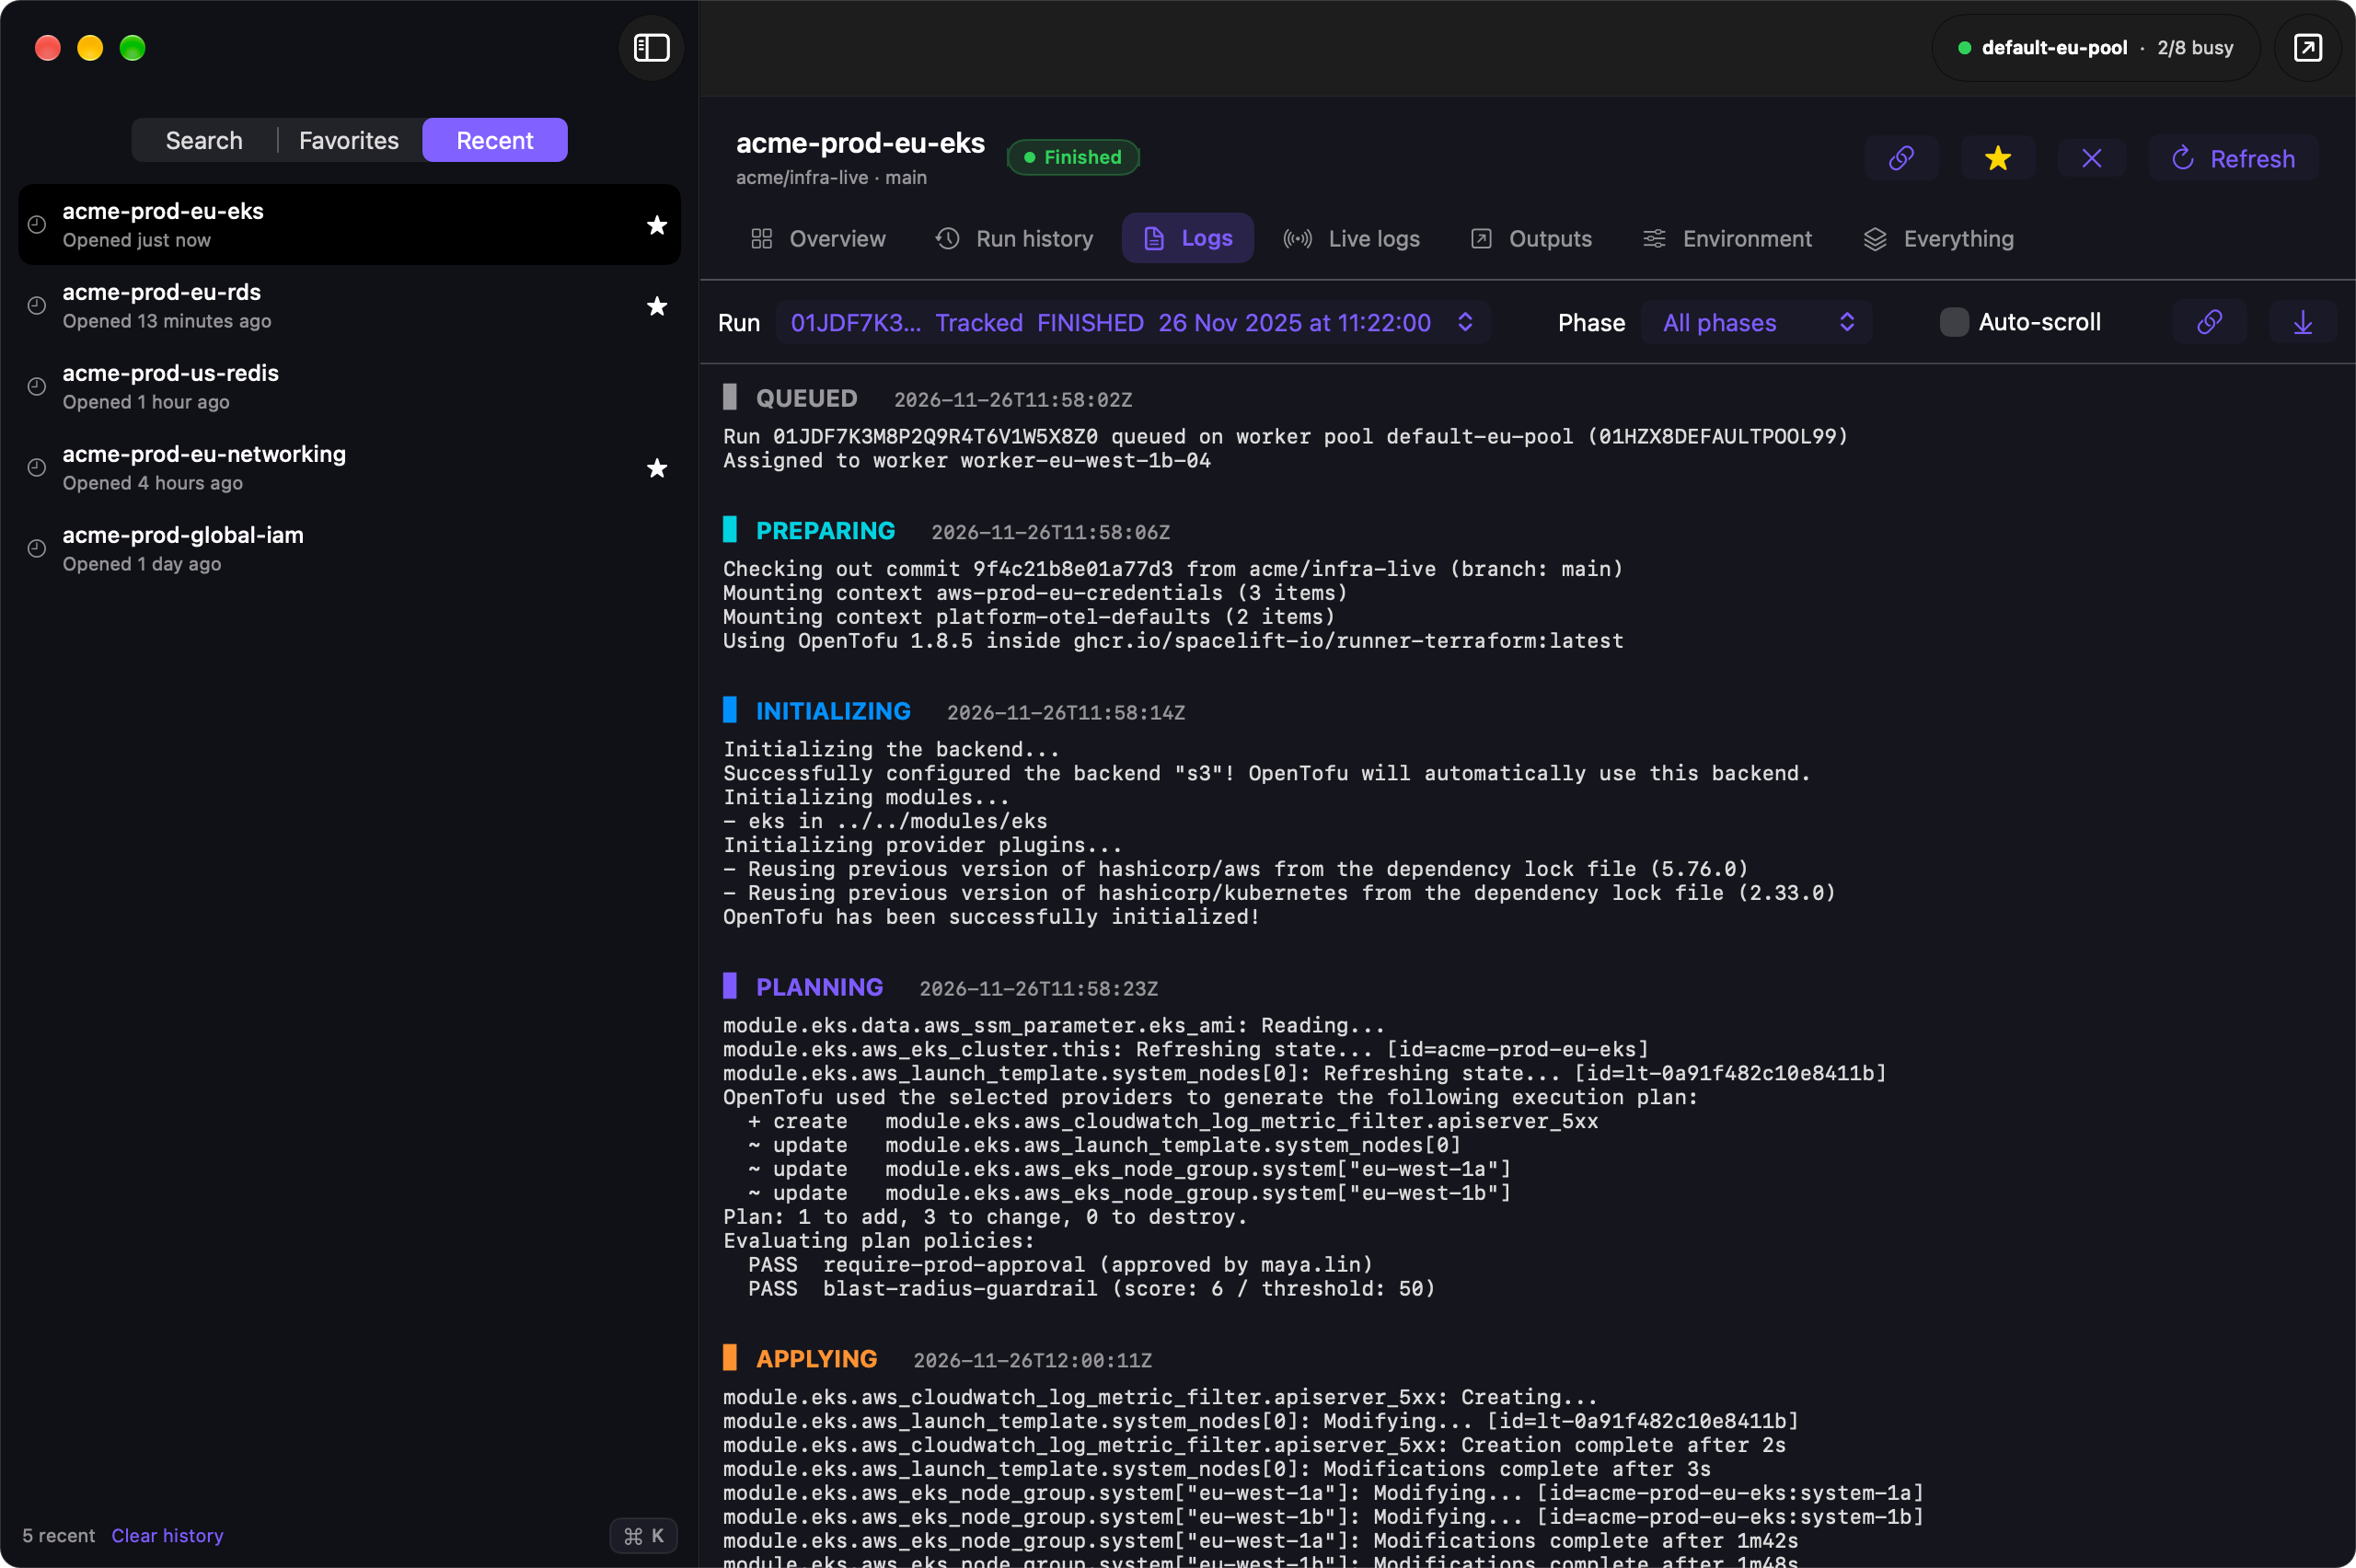 default-eu-pool · 2/8 busy
Search
Favorites
Recent
acme-prod-eu-eks
Opened just now
acme-prod-eu-rds
Opened 13 minutes ago
acme-prod-us-redis
Opened 1 hour ago
acme-prod-eu-networking
Opened 4 hours ago
acme-prod-global-iam
Opened 1 day ago
5 recent Clear history
⌘ K
acme-prod-eu-eks
Finished
acme/infra-live · main
Refresh
Overview
Run history
Logs
Live logs
Outputs
Environment
Everything
Run 01JDF7K3... Tracked FINISHED 26 Nov 2025 at 11:22:00
Phase All phases
Auto-scroll
QUEUED 2026-11-26T11:58:02Z
Run 01JDF7K3M8P2Q9R4T6V1W5X8Z0 queued on worker pool default-eu-pool (01HZX8DEFAULTPOOL99)
Assigned to worker worker-eu-west-1b-04
PREPARING 2026-11-26T11:58:06Z
Checking out commit 9f4c21b8e01a77d3 from acme/infra-live (branch: main)
Mounting context aws-prod-eu-credentials (3 items)
Mounting context platform-otel-defaults (2 items)
Using OpenTofu 1.8.5 inside ghcr.io/spacelift-io/runner-terraform:latest
INITIALIZING 2026-11-26T11:58:14Z
Initializing the backend...
Successfully configured the backend "s3"! OpenTofu will automatically use this backend.
Initializing modules...
- eks in ../../modules/eks
Initializing provider plugins...
- Reusing previous version of hashicorp/aws from the dependency lock file (5.76.0)
- Reusing previous version of hashicorp/kubernetes from the dependency lock file (2.33.0)
OpenTofu has been successfully initialized!
PLANNING 2026-11-26T11:58:23Z
module.eks.data.aws_ssm_parameter.eks_ami: Reading...
module.eks.aws_eks_cluster.this: Refreshing state... [id=acme-prod-eu-eks]
module.eks.aws_launch_template.system_nodes[0]: Refreshing state... [id=lt-0a91f482c10e8411b]
OpenTofu used the selected providers to generate the following execution plan:
+ create module.eks.aws_cloudwatch_log_metric_filter.apiserver_5xx
~ update module.eks.aws_launch_template.system_nodes[0]
~ update module.eks.aws_eks_node_group.system["eu-west-1a"]
~ update module.eks.aws_eks_node_group.system["eu-west-1b"]
Plan: 1 to add, 3 to change, 0 to destroy.
Evaluating plan policies:
PASS require-prod-approval (approved by maya.lin)
PASS blast-radius-guardrail (score: 6 / threshold: 50)
APPLYING 2026-11-26T12:00:11Z
module.eks.aws_cloudwatch_log_metric_filter.apiserver_5xx: Creating...
module.eks.aws_launch_template.system_nodes[0]: Modifying... [id=lt-0a91f482c10e8411b]
module.eks.aws_cloudwatch_log_metric_filter.apiserver_5xx: Creation complete after 2s
module.eks.aws_launch_template.system_nodes[0]: Modifications complete after 3s
module.eks.aws_eks_node_group.system["eu-west-1a"]: Modifying... [id=acme-prod-eu-eks:system-1a]
module.eks.aws_eks_node_group.system["eu-west-1b"]: Modifying... [id=acme-prod-eu-eks:system-1b]
module.eks.aws_eks_node_group.system["eu-west-1a"]: Modifications complete after 1m42s
module.eks.aws_eks_node_group.system["eu-west-1b"]: Modifications complete after 1m48s